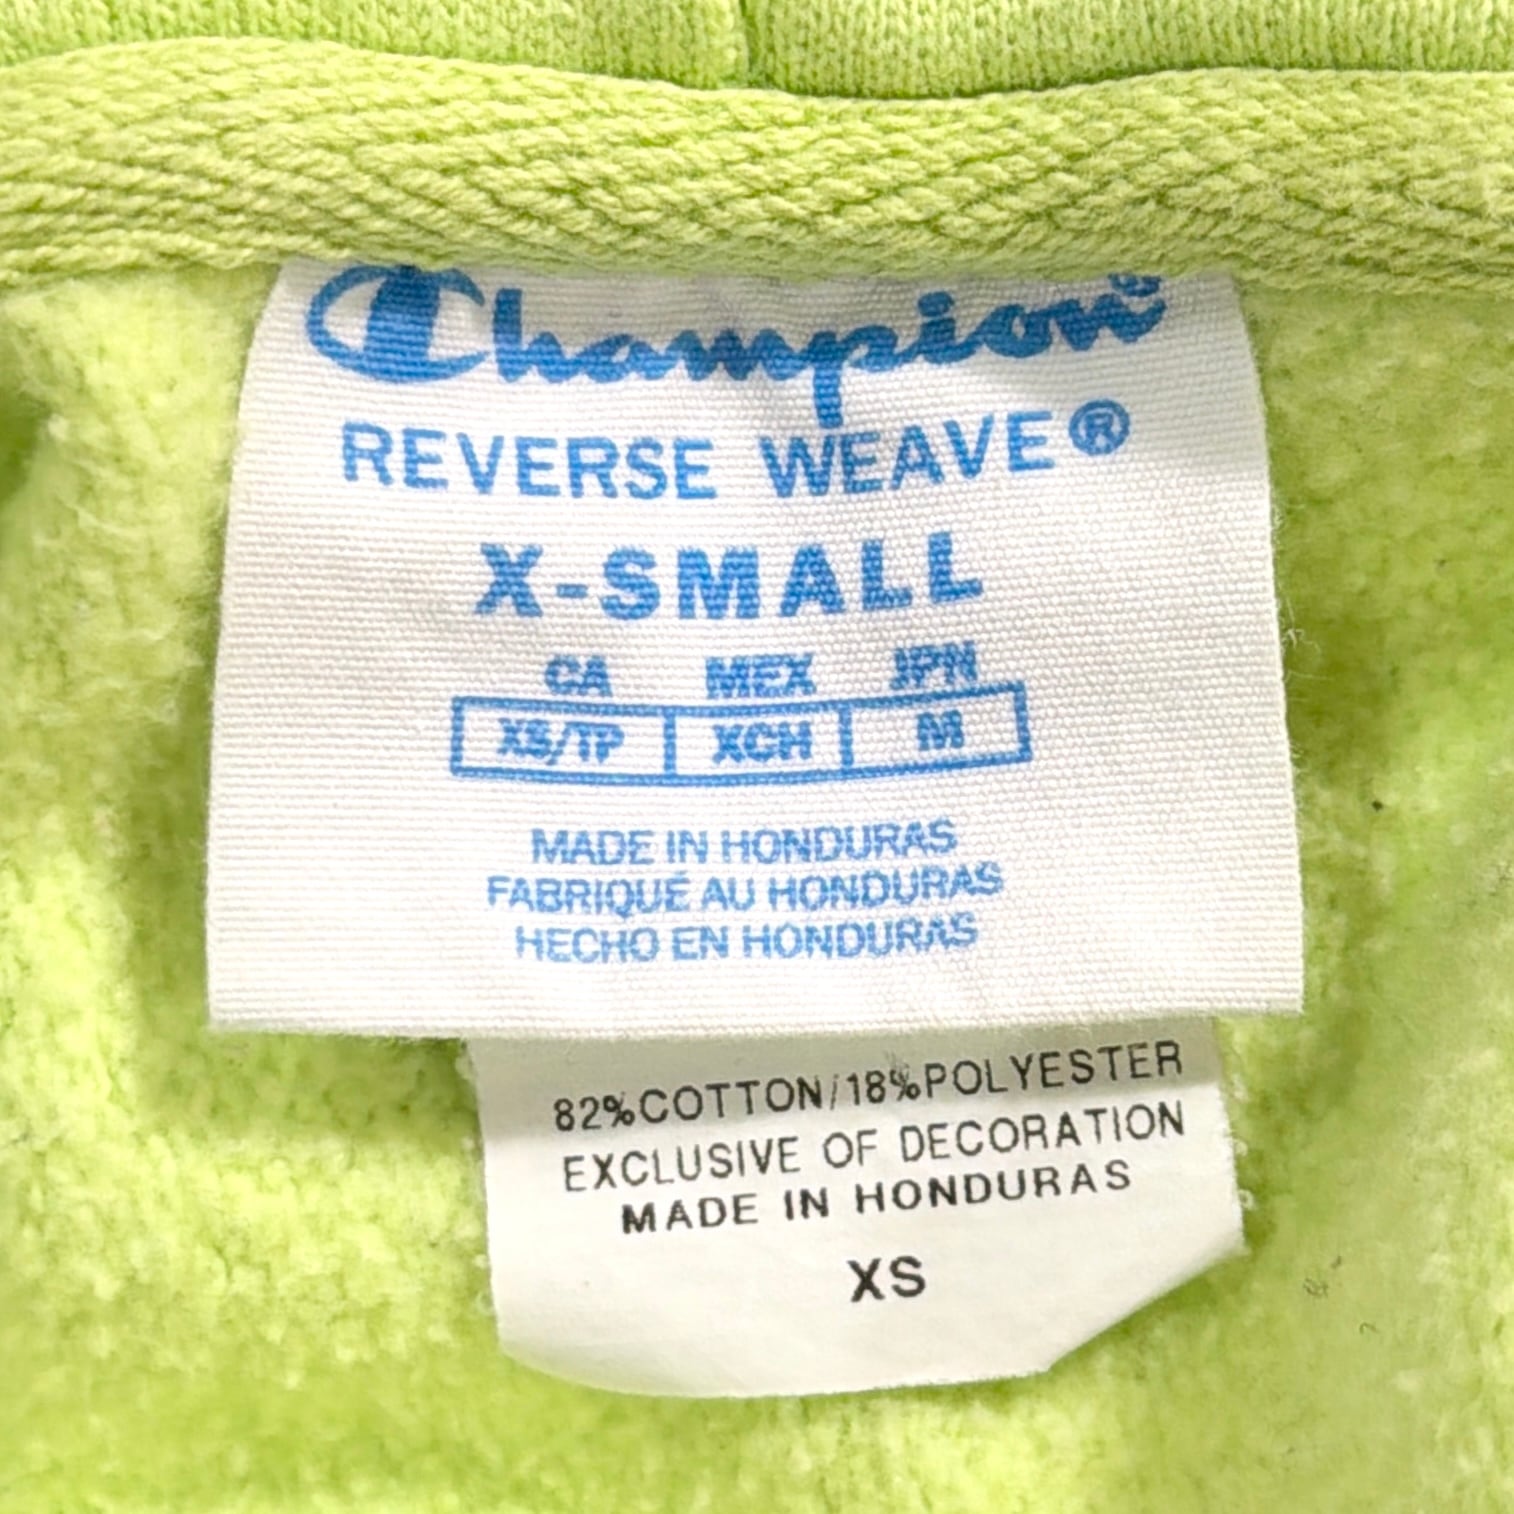 Champion®
REVERSE WEAVE®
X-SMALL
CA MEX JPN
XS/TP XCH M
MADE IN HONDURAS
FABRIQUÉ AU HONDURAS
HECHO EN HONDURAS
82%COTTON/18%POLYESTER
EXCLUSIVE OF DECORATION
MADE IN HONDURAS
XS